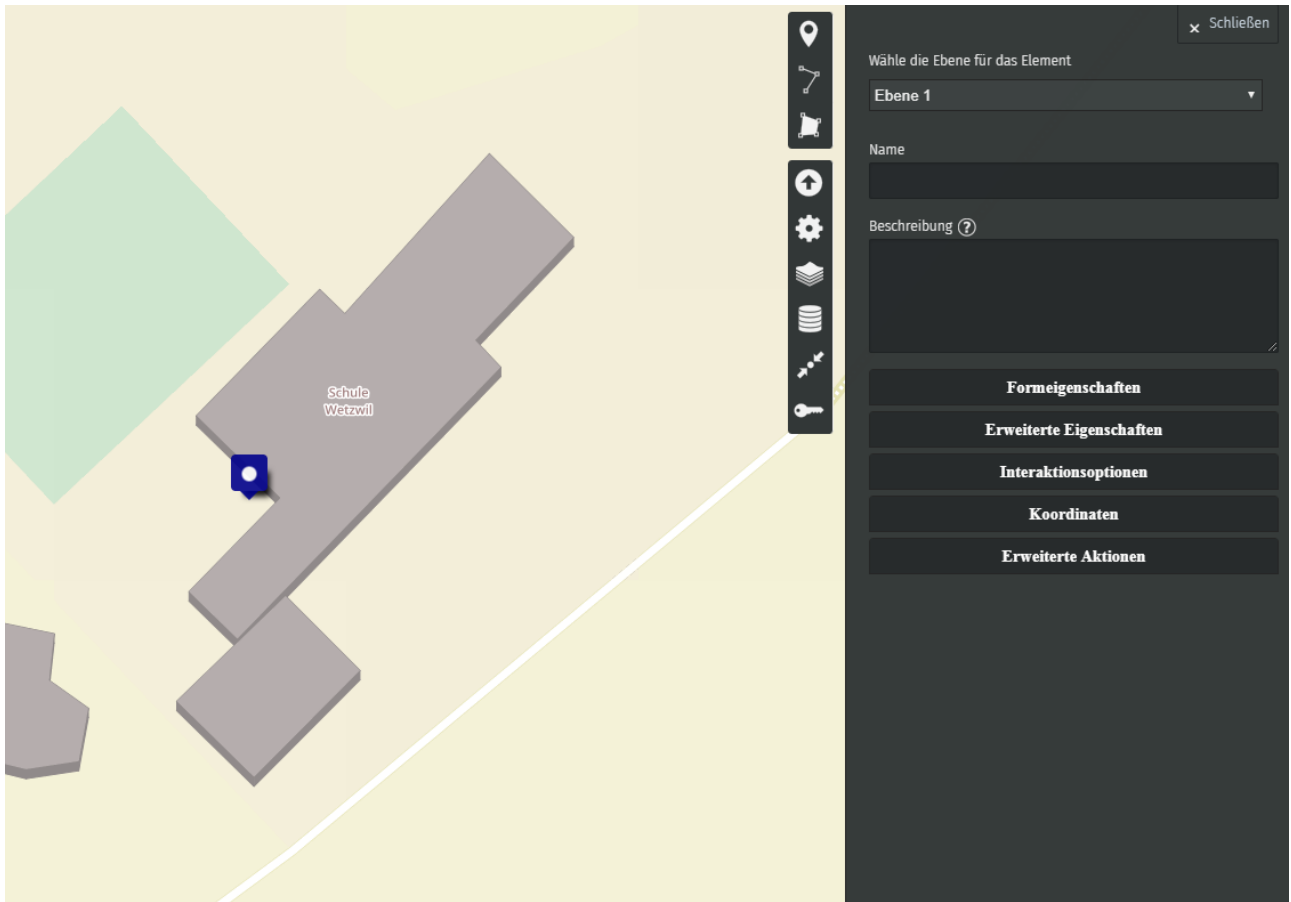 Schließen
Wähle die Ebene für das Element
Ebene 1
Name
Beschreibung ?
Formeigenschaften
Erweiterte Eigenschaften
Interaktionsoptionen
Koordinaten
Erweiterte Aktionen
Schule
Wetzwil